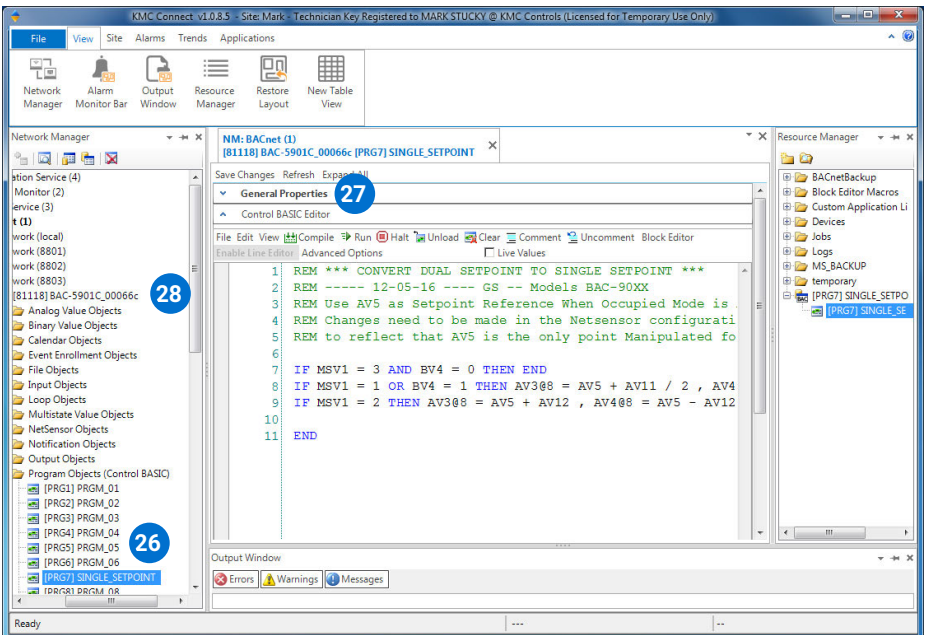 KMC Connect v1.0.8.5 - Site: Mark - Technician Key Registered to MARK STUCKY @ KMC Controls (Licensed for Temporary Use Only)
File View Site Alarms Trends Applications
Network Manager
Alarm Monitor Bar
Output Window
Resource Manager
Restore Layout
New Table View
Network Manager
ation Service (4)
Monitor (2)
ervice (3)
t (1)
work (local)
work (8801)
work (8802)
work (8803)
[81118] BAC-5901C_00066c
28
Analog Value Objects
Binary Value Objects
Calendar Objects
Event Enrollment Objects
File Objects
Input Objects
Loop Objects
Multistate Value Objects
NetSensor Objects
Notification Objects
Output Objects
Program Objects (Control BASIC)
[PRG1] PRGM_01
[PRG2] PRGM_02
[PRG3] PRGM_03
[PRG4] PRGM_04
[PRG5] PRGM_05
26
[PRG6] PRGM_06
[PRG7] SINGLE_SETPOINT
[PRG8] PRGM_08
NM: BACnet (1)
[81118] BAC-5901C_00066c [PRG7] SINGLE_SETPOINT
Save Changes Refresh Expand All
General Properties
27
Control BASIC Editor
File Edit View Compile Run Halt Unload Clear Comment Uncomment Block Editor
Enable Line Editor Advanced Options Live Values
1 REM *** CONVERT DUAL SETPOINT TO SINGLE SETPOINT ***
2 REM ----- 12-05-16 ---- GS -- Models BAC-90XX
3 REM Use AV5 as Setpoint Reference When Occupied Mode is
4 REM Changes need to be made in the Netsensor configurati
5 REM to reflect that AV5 is the only point Manipulated fo
6
7 IF MSV1 = 3 AND BV4 = 0 THEN END
8 IF MSV1 = 1 OR BV4 = 1 THEN AV3@8 = AV5 + AV11 / 2 , AV4
9 IF MSV1 = 2 THEN AV3@8 = AV5 + AV12 , AV4@8 = AV5 - AV12
10
11 END
Output Window
Errors Warnings Messages
Resource Manager
BACnetBackup
Block Editor Macros
Custom Application Li
Devices
Jobs
Logs
MS_BACKUP
temporary
[PRG7] SINGLE_SETPO
[PRG7] SINGLE_SE
Ready --- --